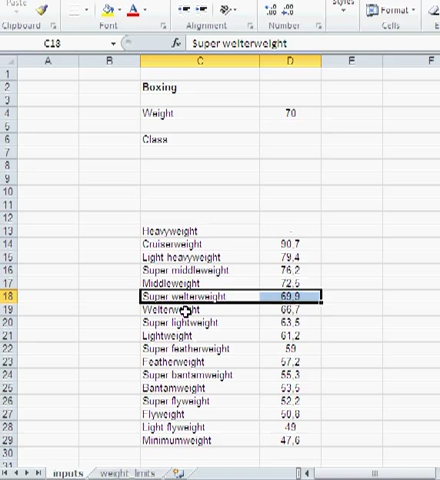 Paste
Styles
Cells
Clipboard
Font
Alignment
Number
Cells
C18
fx
Super welterweight
A B C D E F
1
2 Boxing
3
4 Weight 70
5
6 Class
7
8
9
10
11
12
13 Heavyweight -
14 Cruiserweight 90,7
15 Light heavyweight 79,4
16 Super middleweight 76,2
17 Middleweight 72,5
18 Super welterweight 69,9
19 Welterweight 66,7
20 Super lightweight 63,5
21 Lightweight 61,2
22 Super featherweight 59
23 Featherweight 57,2
24 Super bantamweight 55,3
25 Bantamweight 53,5
26 Super flyweight 52,2
27 Flyweight 50,8
28 Light flyweight 49
29 Minimumweight 47,6
30
31
inputs weight_limits